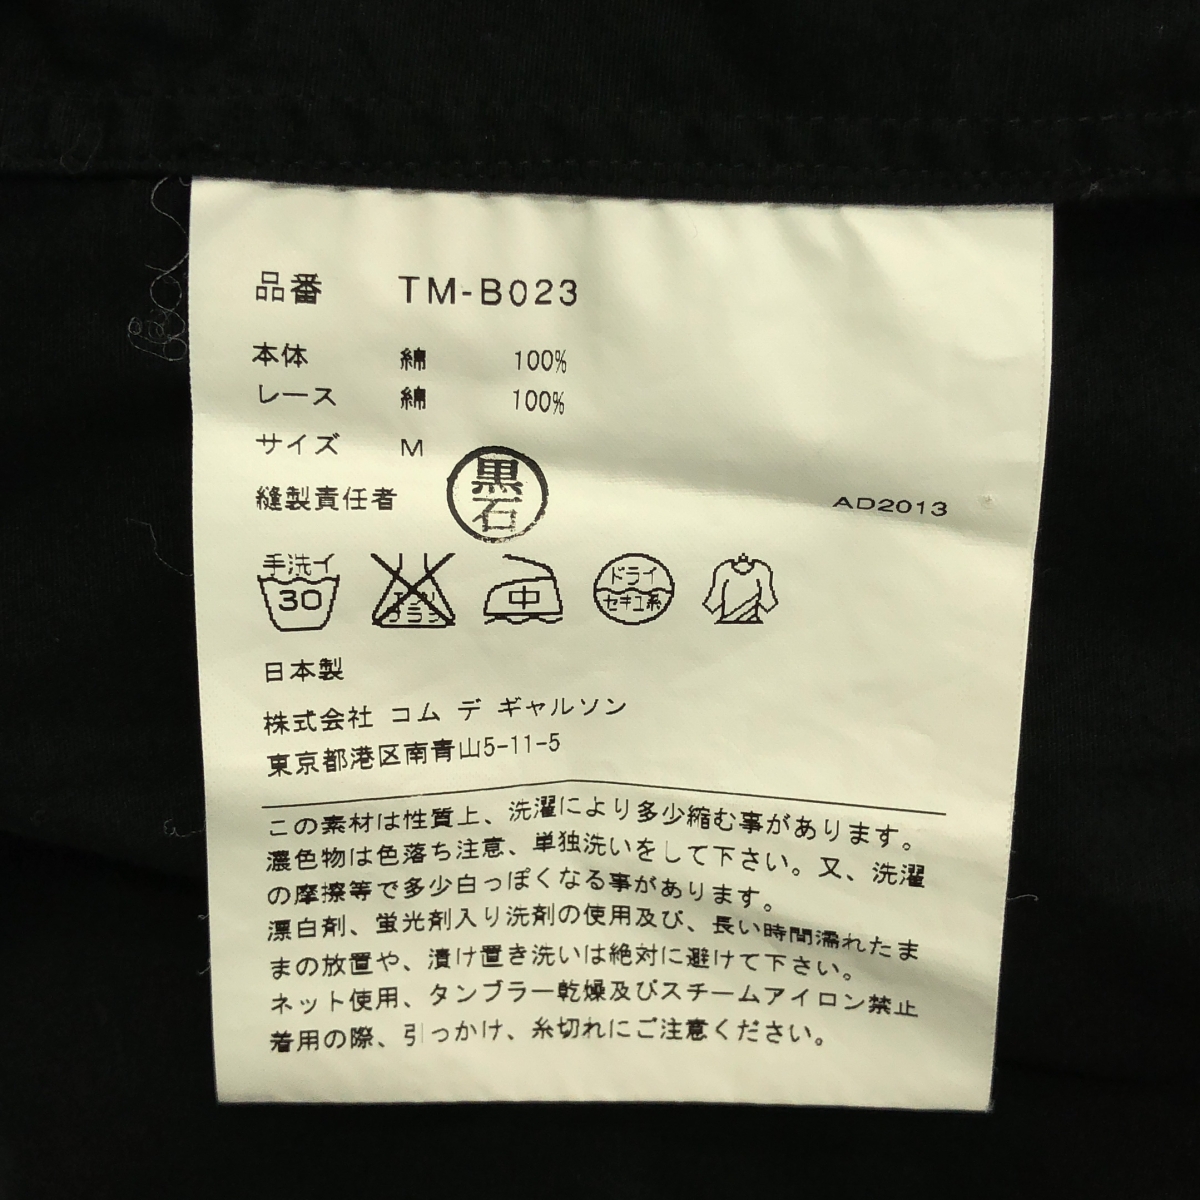 品番 TM-B023
本体 綿 100%
レース 綿 100%
サイズ M
縫製責任者 黒石 AD2013
手洗イ 30
エンソ サラシ
中
ドライ セキユ系
日本製
株式会社 コム デ ギャルソン
東京都港区南青山5-11-5
この素材は性質上、洗濯により多少縮む事があります。
濃色物は色落ち注意、単独洗いをして下さい。又、洗濯
の摩擦等で多少白っぽくなる事があります。
漂白剤、蛍光剤入り洗剤の使用及び、長い時間濡れたま
まの放置や、漬け置き洗いは絶対に避けて下さい。
ネット使用、タンブラー乾燥及びスチームアイロン禁止
着用の際、引っかけ、糸切れにご注意ください。